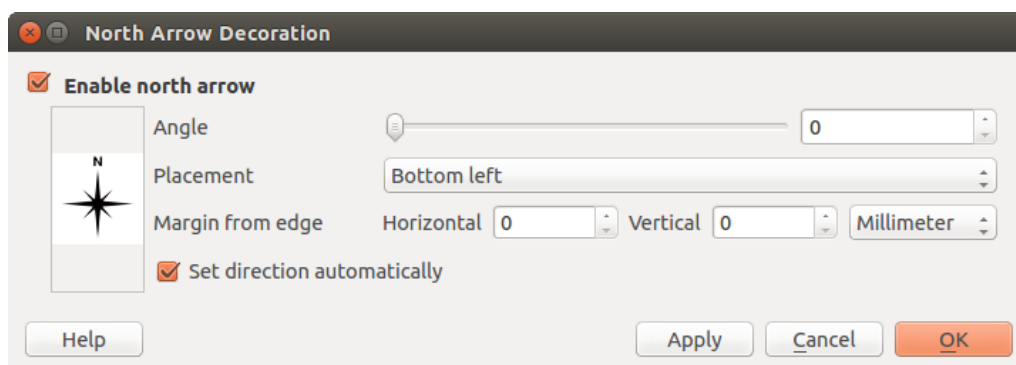 North Arrow Decoration
Enable north arrow
Angle 0
N
Placement Bottom left
Margin from edge Horizontal 0 Vertical 0 Millimeter
Set direction automatically
Help Apply Cancel OK